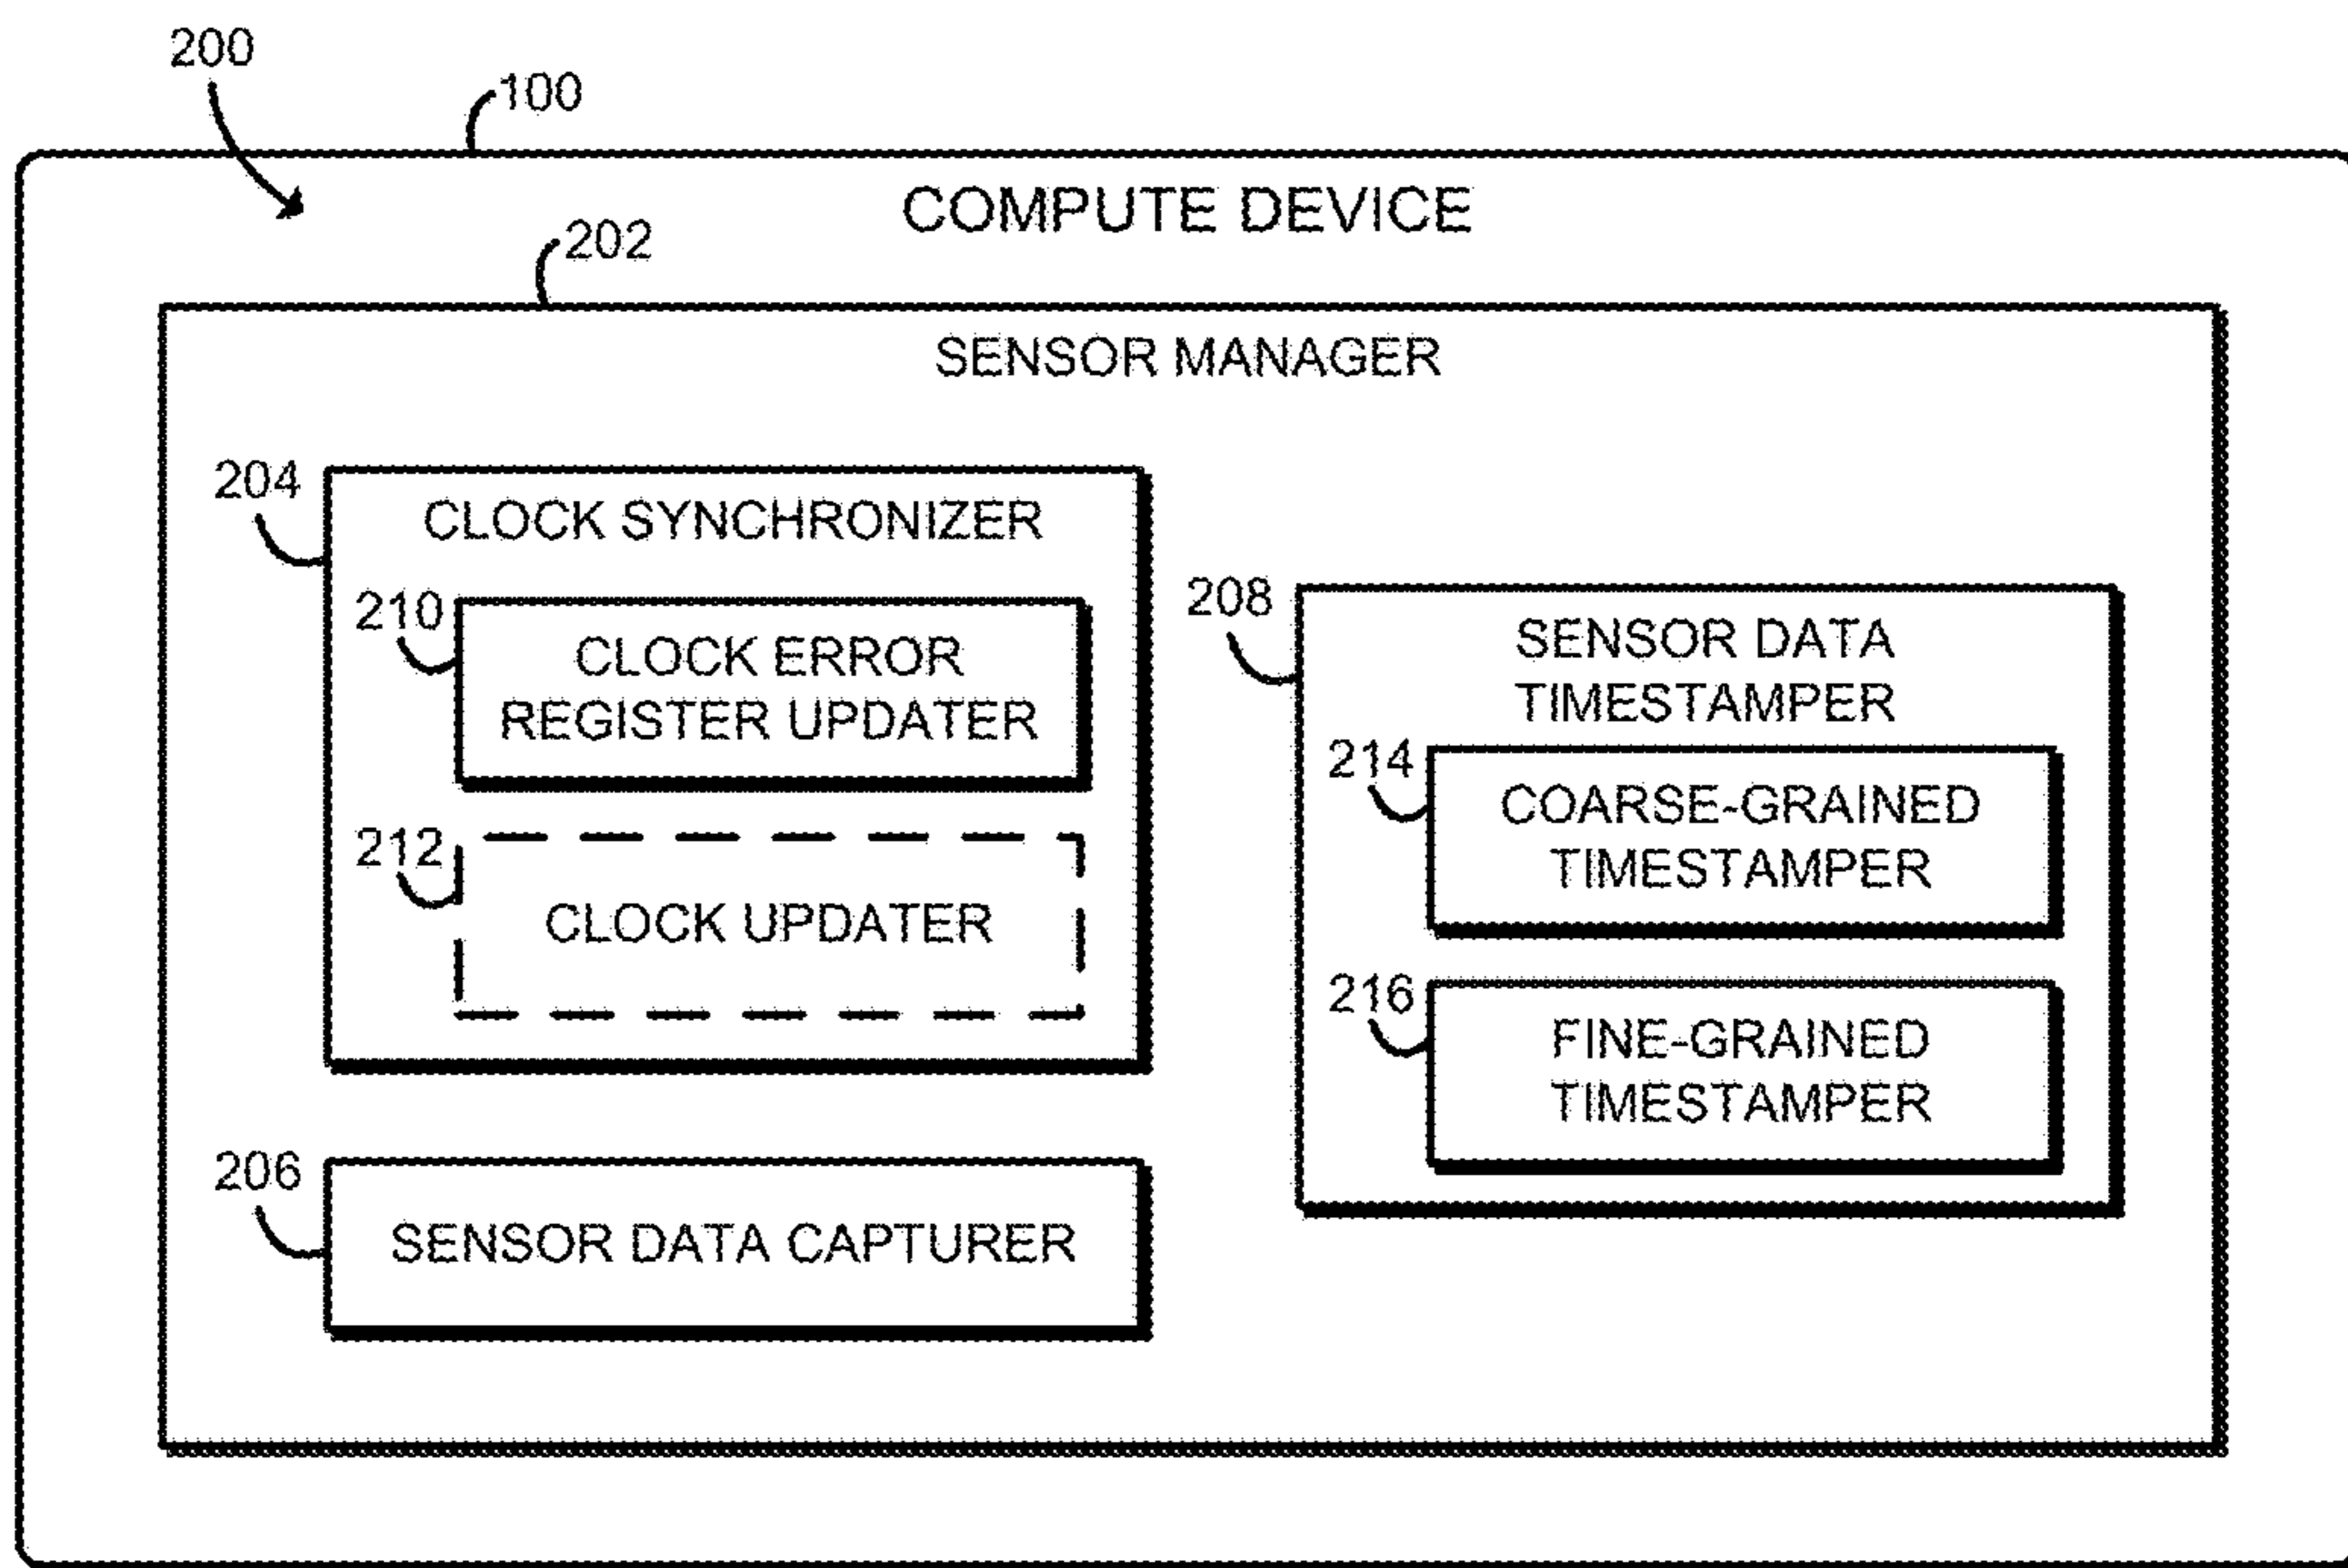 200
100
COMPUTE DEVICE
202
SENSOR MANAGER
204
CLOCK SYNCHRONIZER
210
CLOCK ERROR
REGISTER UPDATER
212
CLOCK UPDATER
206
SENSOR DATA CAPTURER
208
SENSOR DATA
TIMESTAMPER
214
COARSE-GRAINED
TIMESTAMPER
216
FINE-GRAINED
TIMESTAMPER